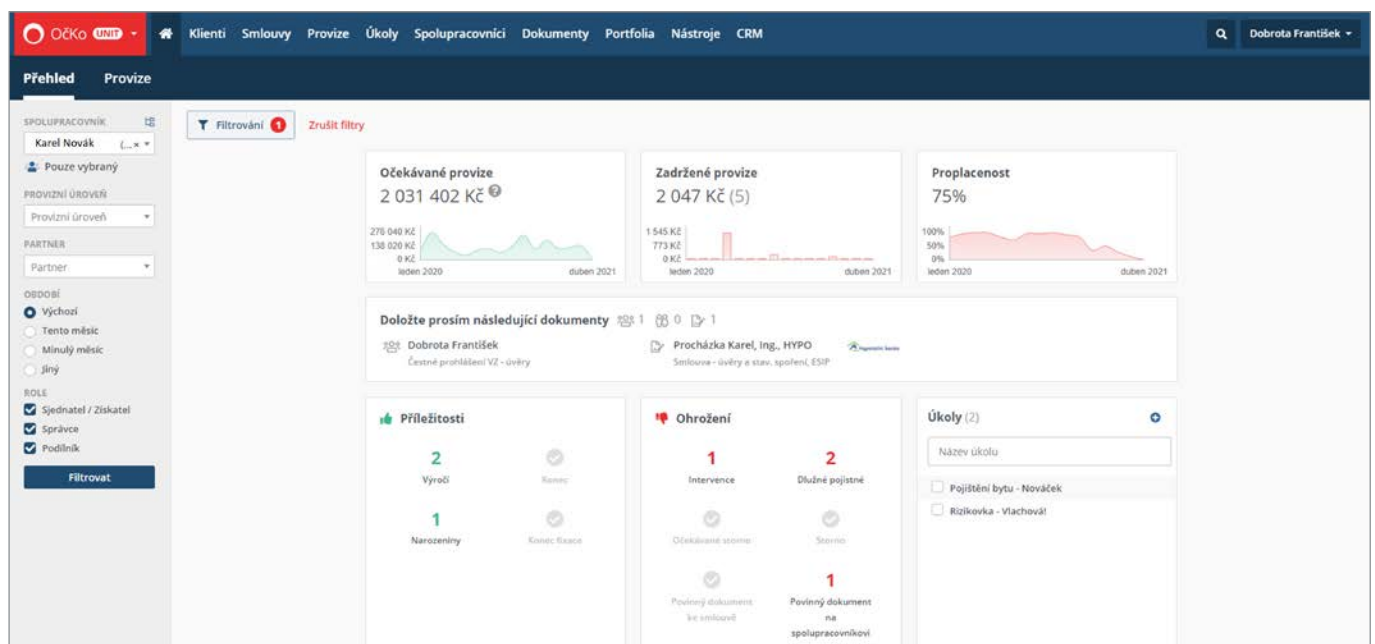 OčKo UNIT
Klienti Smlouvy Provize Úkoly Spolupracovníci Dokumenty Portfolia Nástroje CRM
Dobrota František
Přehled Provize
SPOLUPRACOVNÍK
Karel Novák (... ×
Pouze vybraný
PROVIZNÍ ÚROVEŇ
Provizní úroveň
PARTNER
Partner
OBDOBÍ
Výchozí
Tento měsíc
Minulý měsíc
Jiný
ROLE
Sjednatel / Získatel
Správce
Podílník
Filtrovat
Filtrování 1 Zrušit filtry
Očekávané provize
2 031 402 Kč ?
276 040 Kč
138 020 Kč
0 Kč
leden 2020 duben 2021
Zadržené provize
2 047 Kč (5)
1 545 Kč
773 Kč
0 Kč
leden 2020 duben 2021
Proplacenost
75%
100%
50%
0%
leden 2020 duben 2021
Doložte prosím následující dokumenty 1 0 1
Dobrota František
Čestné prohlášení VZ - úvěry
Procházka Karel, Ing., HYPO
Smlouva - úvěry a stav. spoření, ESIP
Příležitosti
2
Výročí
Konec
1
Narozeniny
Konec fixace
Ohrožení
1
Intervence
2
Dlužné pojistné
Očekávané storno
Storno
Povinný dokument
ke smlouvě
1
Povinný dokument
na
spolupracovníkovi
Úkoly (2)
Název úkolu
Pojištění bytu - Nováček
Rizikovka - Vlachová!